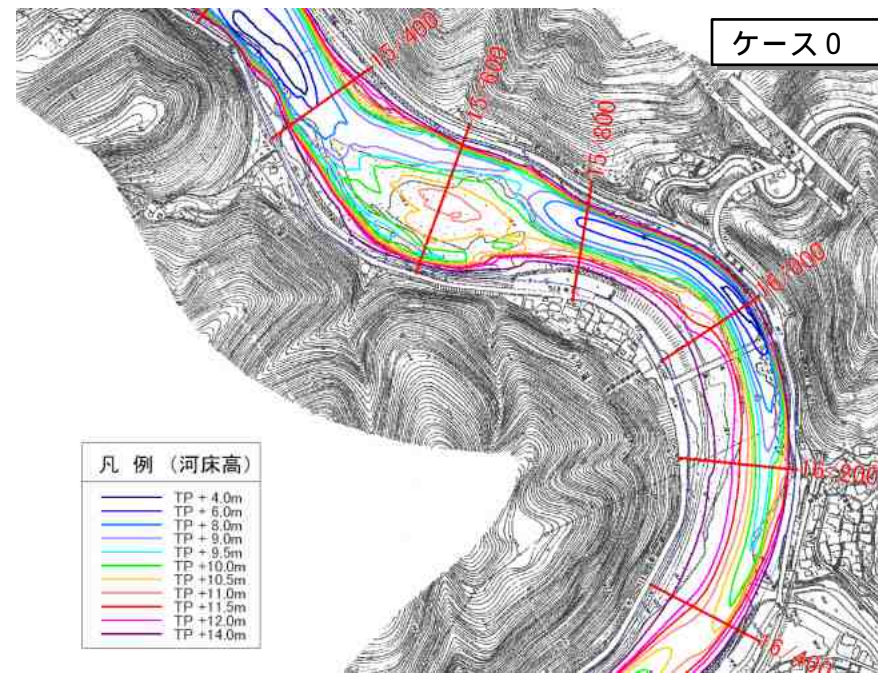 ケース0
15/400
15/600
15/800
16/000
16/200
16/400
凡 例 (河床高)
TP + 4.0m
TP + 6.0m
TP + 8.0m
TP + 9.0m
TP + 9.5m
TP +10.0m
TP +10.5m
TP +11.0m
TP +11.5m
TP +12.0m
TP +14.0m